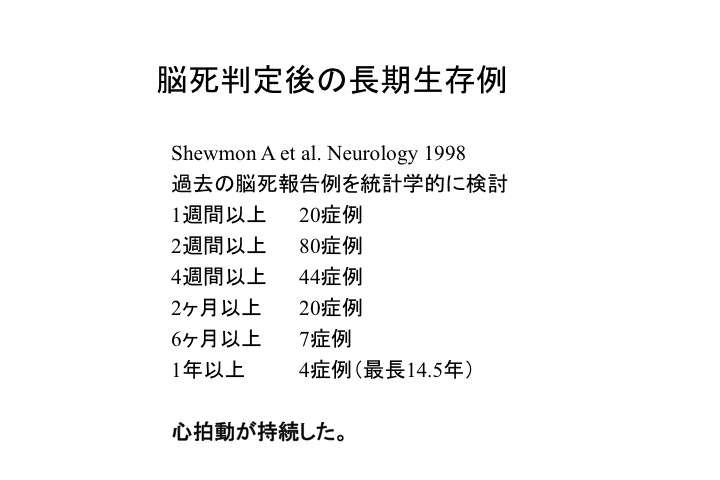 脳死判定後の長期生存例
Shewmon A et al. Neurology 1998
過去の脳死報告例を統計学的に検討
1週間以上 20症例
2週間以上 80症例
4週間以上 44症例
2ヶ月以上 20症例
6ヶ月以上 7症例
1年以上 4症例（最長14.5年）
心拍動が持続した。